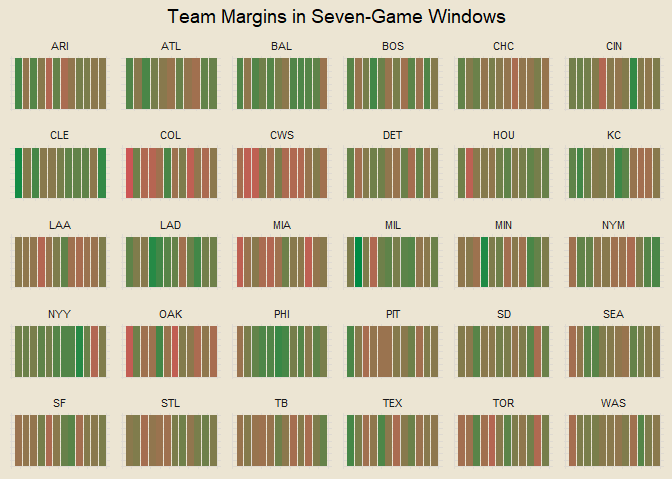 Team Margins in Seven-Game Windows
ARI ATL BAL BOS CHC CIN
CLE COL CWS DET HOU KC
LAA LAD MIA MIL MIN NYM
NYY OAK PHI PIT SD SEA
SF STL TB TEX TOR WAS